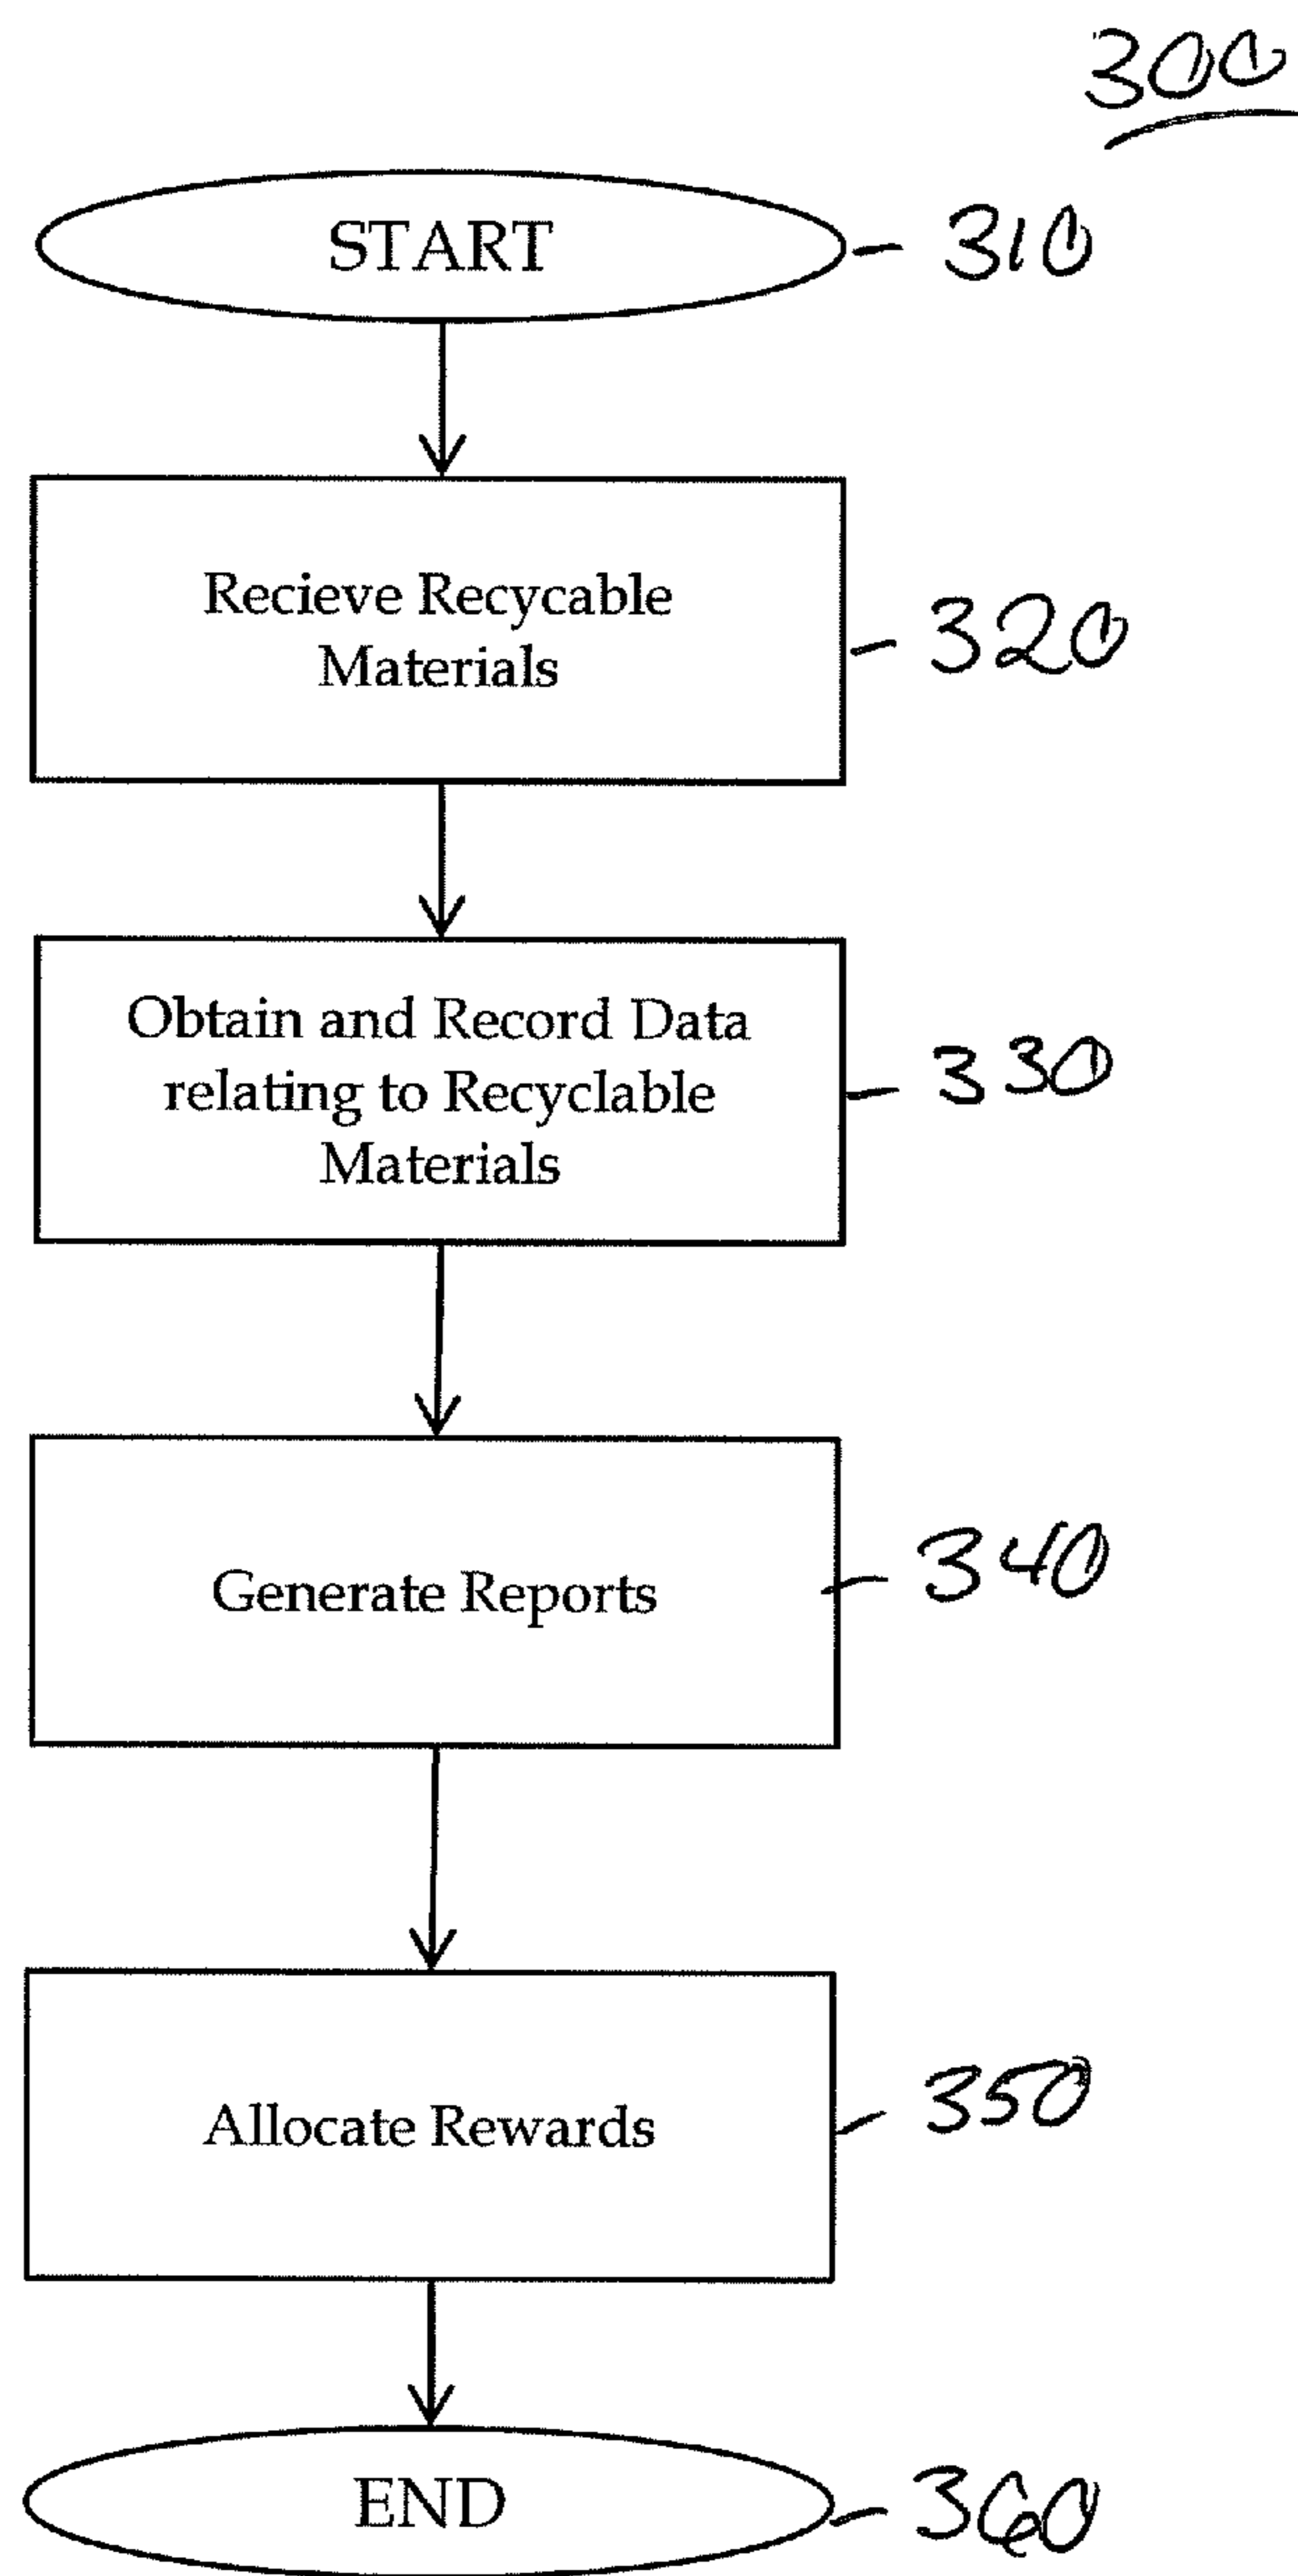 300
START
310
Recieve Recycable
Materials
320
Obtain and Record Data
relating to Recyclable
Materials
330
Generate Reports
340
Allocate Rewards
350
END
360